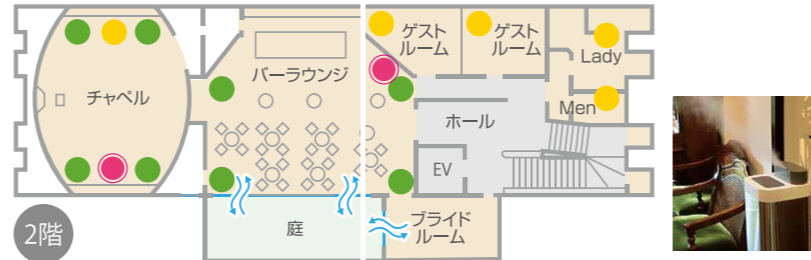 ゲスト
ルーム
ゲスト
ルーム
Lady
バーラウンジ
チャペル
Men
ホール
EV
庭
ブライド
ルーム
2階